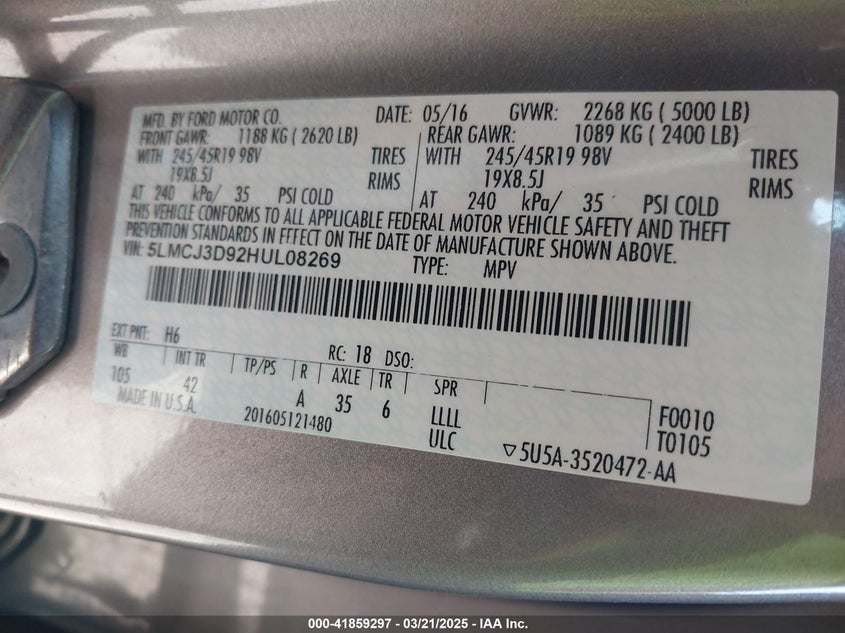 MFD. BY FORD MOTOR CO. DATE: 05/16 GVWR: 2268 KG ( 5000 LB)
FRONT GAWR: 1188 KG ( 2620 LB) REAR GAWR: 1089 KG ( 2400 LB)
WITH 245/45R19 98V TIRES WITH 245/45R19 98V TIRES
19X8.5J RIMS 19X8.5J RIMS
AT 240 kPa/ 35 PSI COLD AT 240 kPa/ 35 PSI COLD
THIS VEHICLE CONFORMS TO ALL APPLICABLE FEDERAL MOTOR VEHICLE SAFETY AND THEFT
PREVENTION STANDARDS IN EFFECT ON THE DATE OF MANUFACTURE SHOWN ABOVE.
VIN: 5LMCJ3D92HUL08269 TYPE: MPV
EXT PNT: H6 RC: 18 DSO:
WB INT TR TP/PS R AXLE TR SPR
105 42 A 35 6 LLLL F0010
MADE IN U.S.A. 201605121480 ULC T0105
▽5U5A-3520472-AA
000-41859297 - 03/21/2025 - IAA Inc.